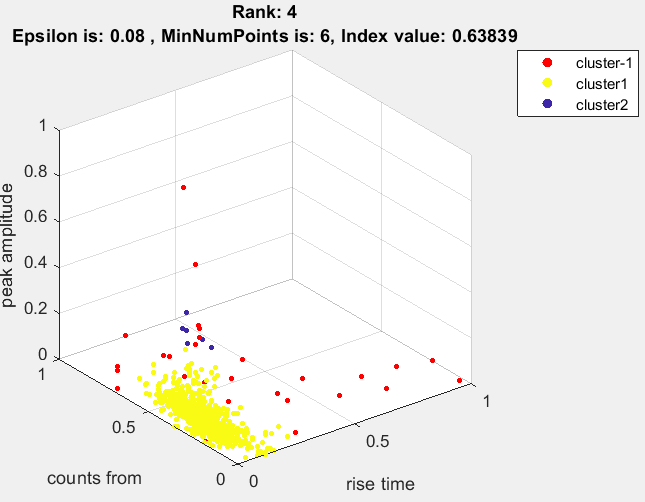 Rank: 4
Epsilon is: 0.08 , MinNumPoints is: 6, Index value: 0.63839
cluster-1
cluster1
cluster2
peak amplitude
1
0.8
0.6
0.4
0.2
0
1
0.5
0
counts from
0
0.5
1
rise time